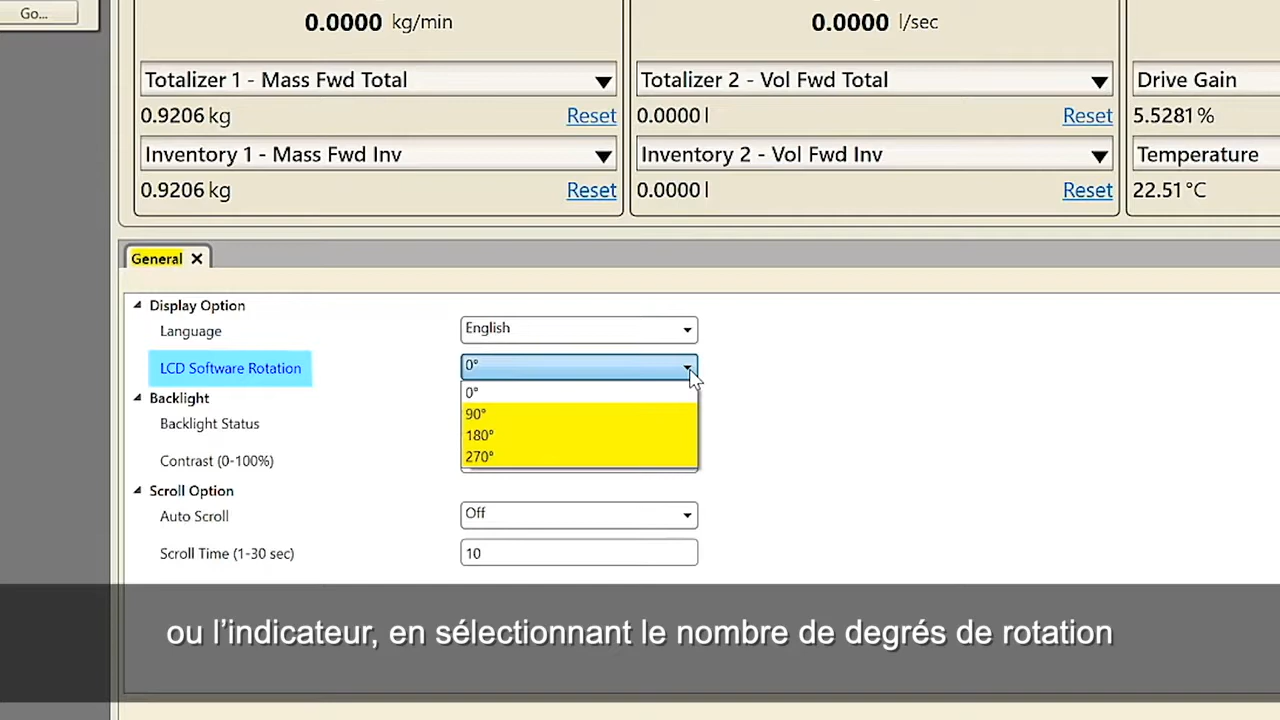 Go...
0.0000 kg/min
0.0000 l/sec
Totalizer 1 - Mass Fwd Total
Totalizer 2 - Vol Fwd Total
Drive Gain
0.9206 kg
Reset
0.0000 l
Reset
5.5281 %
Inventory 1 - Mass Fwd Inv
Inventory 2 - Vol Fwd Inv
Temperature
0.9206 kg
Reset
0.0000 l
Reset
22.51 °C
General
Display Option
Language
English
LCD Software Rotation
0°
0°
90°
180°
270°
Backlight
Backlight Status
Contrast (0-100%)
Scroll Option
Auto Scroll
Off
Scroll Time (1-30 sec)
10
ou l’indicateur, en sélectionnant le nombre de degrés de rotation